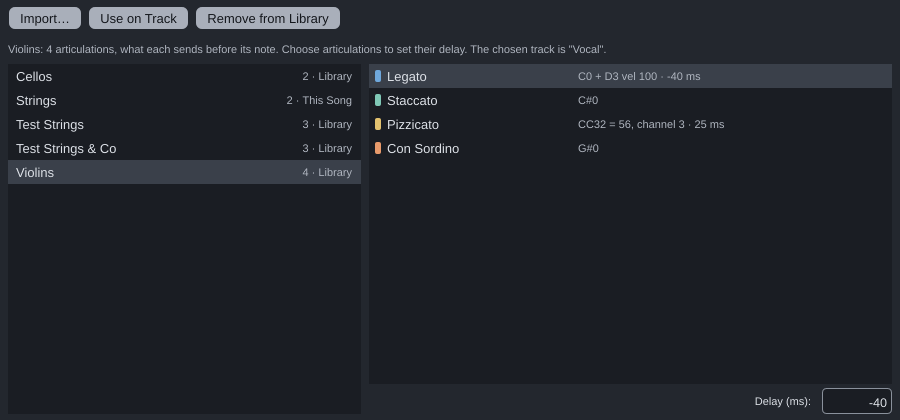 Import… Use on Track Remove from Library
Violins: 4 articulations, what each sends before its note. Choose articulations to set their delay. The chosen track is "Vocal".
Cellos 2 · Library
Strings 2 · This Song
Test Strings 3 · Library
Test Strings & Co 3 · Library
Violins 4 · Library
Legato C0 + D3 vel 100 · -40 ms
Staccato C#0
Pizzicato CC32 = 56, channel 3 · 25 ms
Con Sordino G#0
Delay (ms): -40